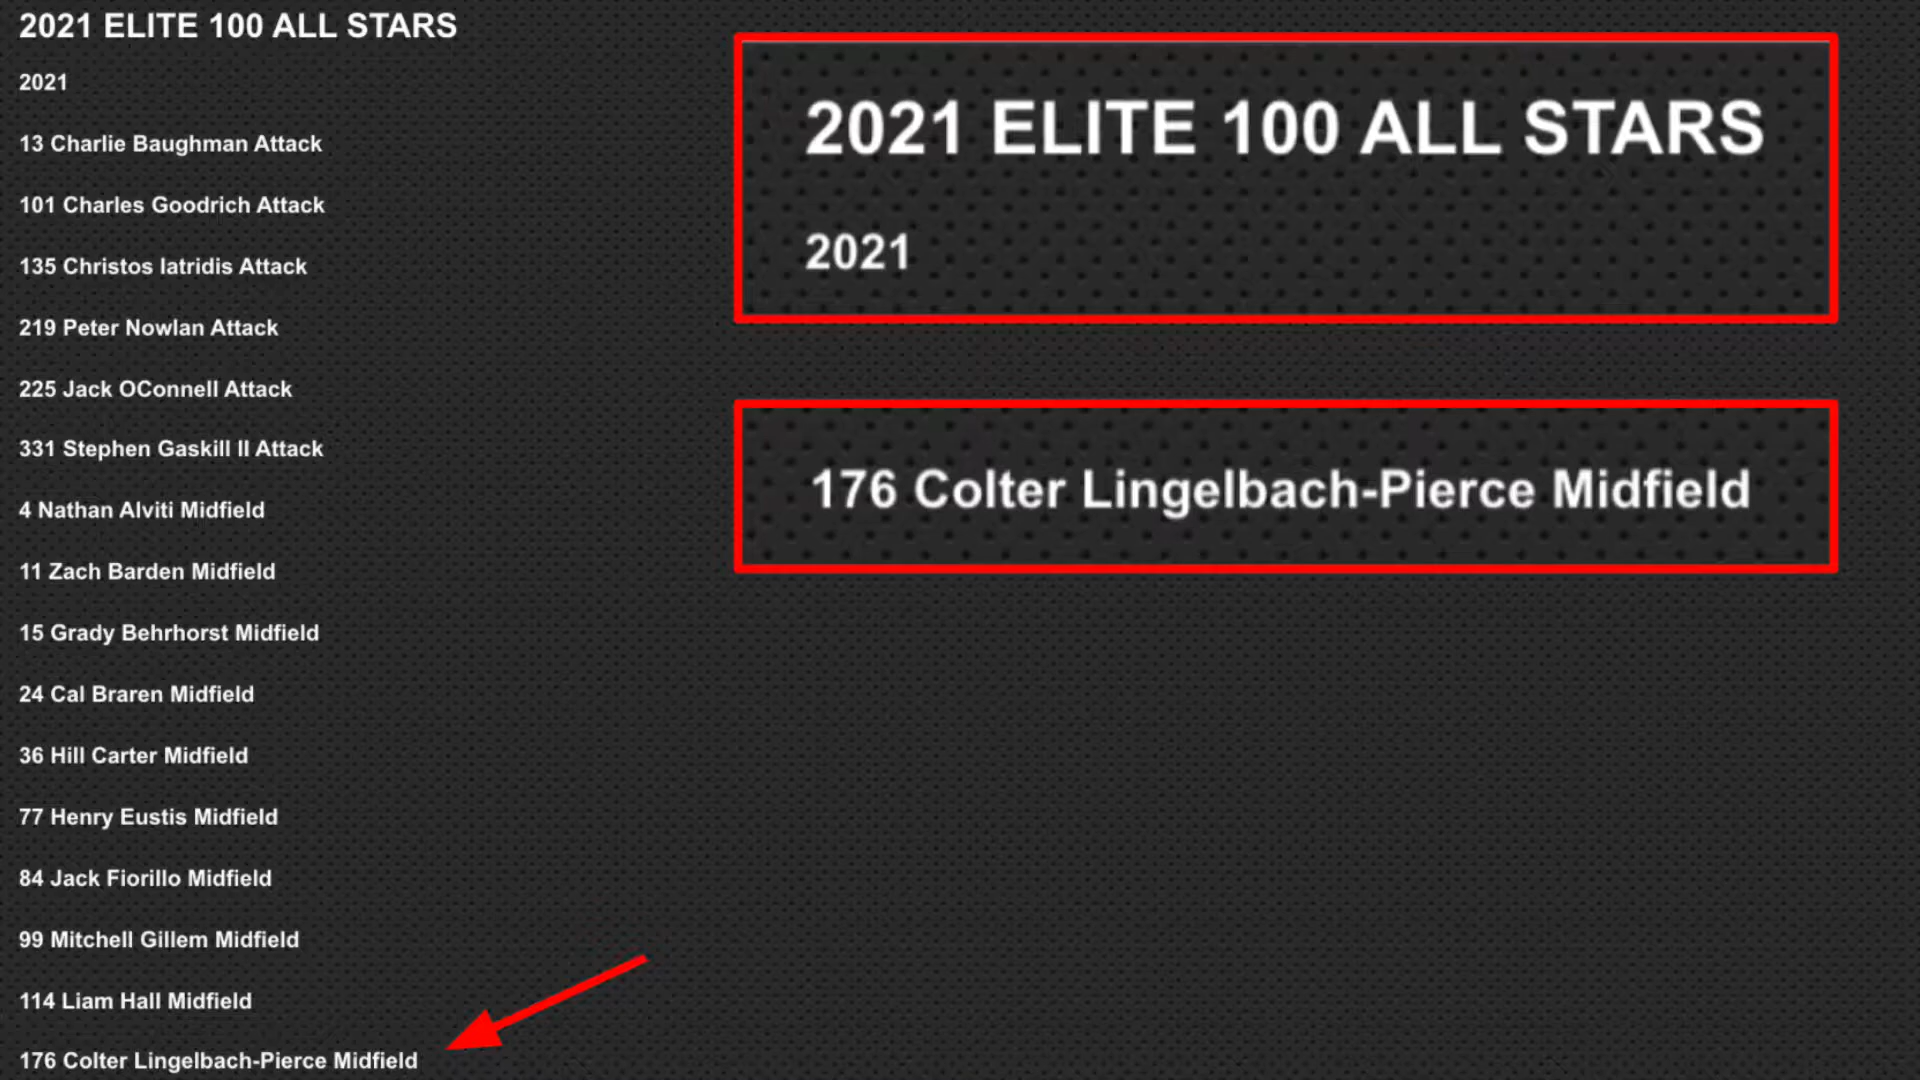 2021 ELITE 100 ALL STARS
2021
13 Charlie Baughman Attack
101 Charles Goodrich Attack
135 Christos Iatridis Attack
219 Peter Nowlan Attack
225 Jack OConnell Attack
331 Stephen Gaskill II Attack
4 Nathan Alviti Midfield
11 Zach Barden Midfield
15 Grady Behrhorst Midfield
24 Cal Braren Midfield
36 Hill Carter Midfield
77 Henry Eustis Midfield
84 Jack Fiorillo Midfield
99 Mitchell Gillem Midfield
114 Liam Hall Midfield
176 Colter Lingelbach-Pierce Midfield
2021 ELITE 100 ALL STARS
2021
176 Colter Lingelbach-Pierce Midfield